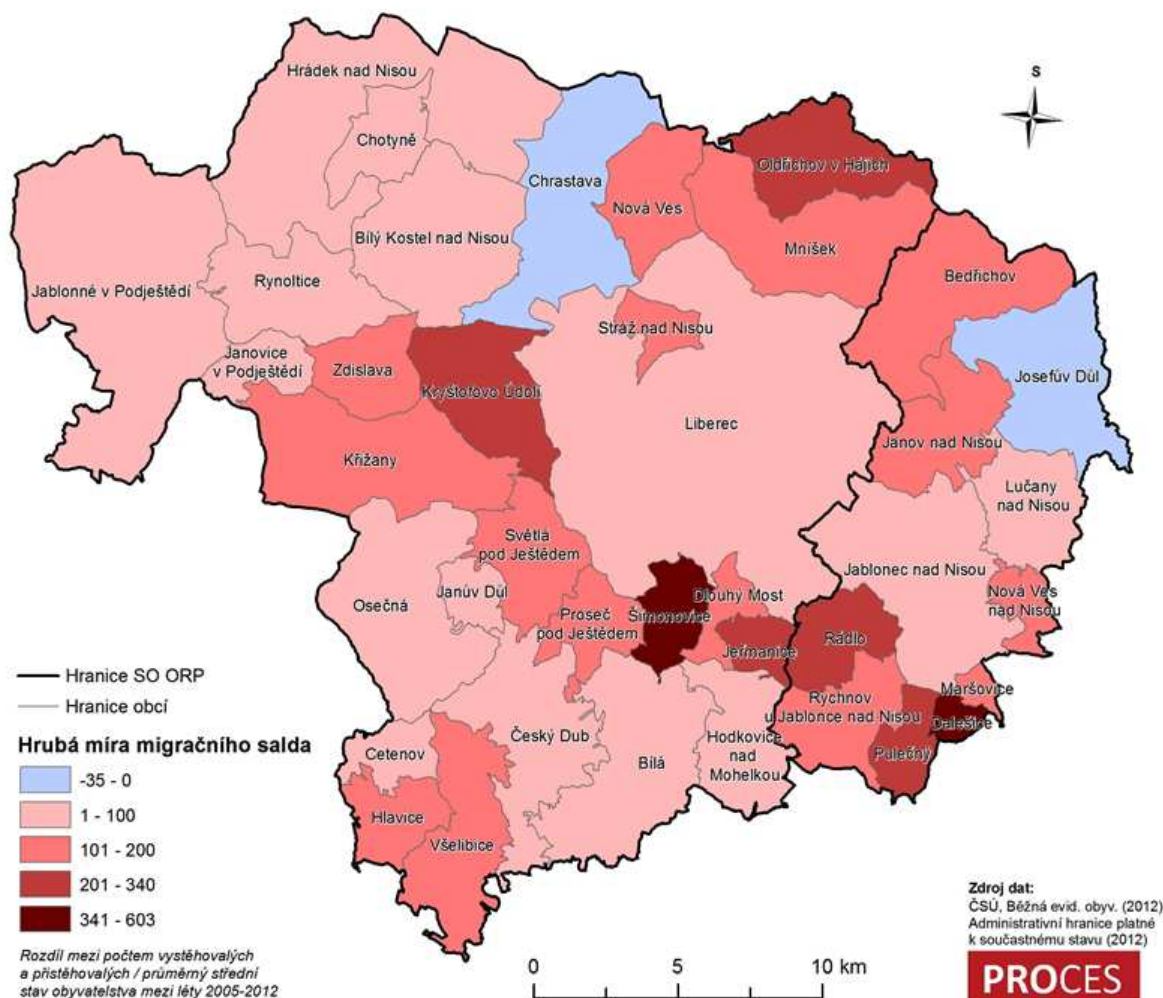 S
Hrádek nad Nisou
Chotyně
Oldřichov v Hájích
Chrastava
Nová Ves
Bílý Kostel nad Nisou
Mníšek
Bedřichov
Rynoltice
Jablonné v Podještědí
Stráž nad Nisou
Janovice
v Podještědí
Zdislava
Josefův Důl
Kryštofovo Údolí
Liberec
Janov nad Nisou
Křižany
Lučany
nad Nisou
Světlá
pod Ještědem
Jablonec nad Nisou
Osečná
Janův Důl
Dlouhý Most
Nová Ves
nad Nisou
Proseč
pod Ještědem
Šimonovice
Rádlo
Jeřmanice
Maršovice
Rychnov
u Jablonce nad Nisou
Dalešice
Pulečný
Český Dub
Hodkovice
nad
Mohelkou
Cetenov
Bílá
Hlavice
Všelibice
Hranice SO ORP
Hranice obcí
Hrubá míra migračního salda
-35 - 0
1 - 100
101 - 200
201 - 340
341 - 603
Rozdíl mezi počtem vystěhovalých
a přistěhovalých / průměrný střední
stav obyvatelstva mezi léty 2005-2012
0 5 10 km
Zdroj dat:
ČSÚ, Běžná evid. obyv. (2012)
Administrativní hranice platné
k součastnému stavu (2012)
PROCES